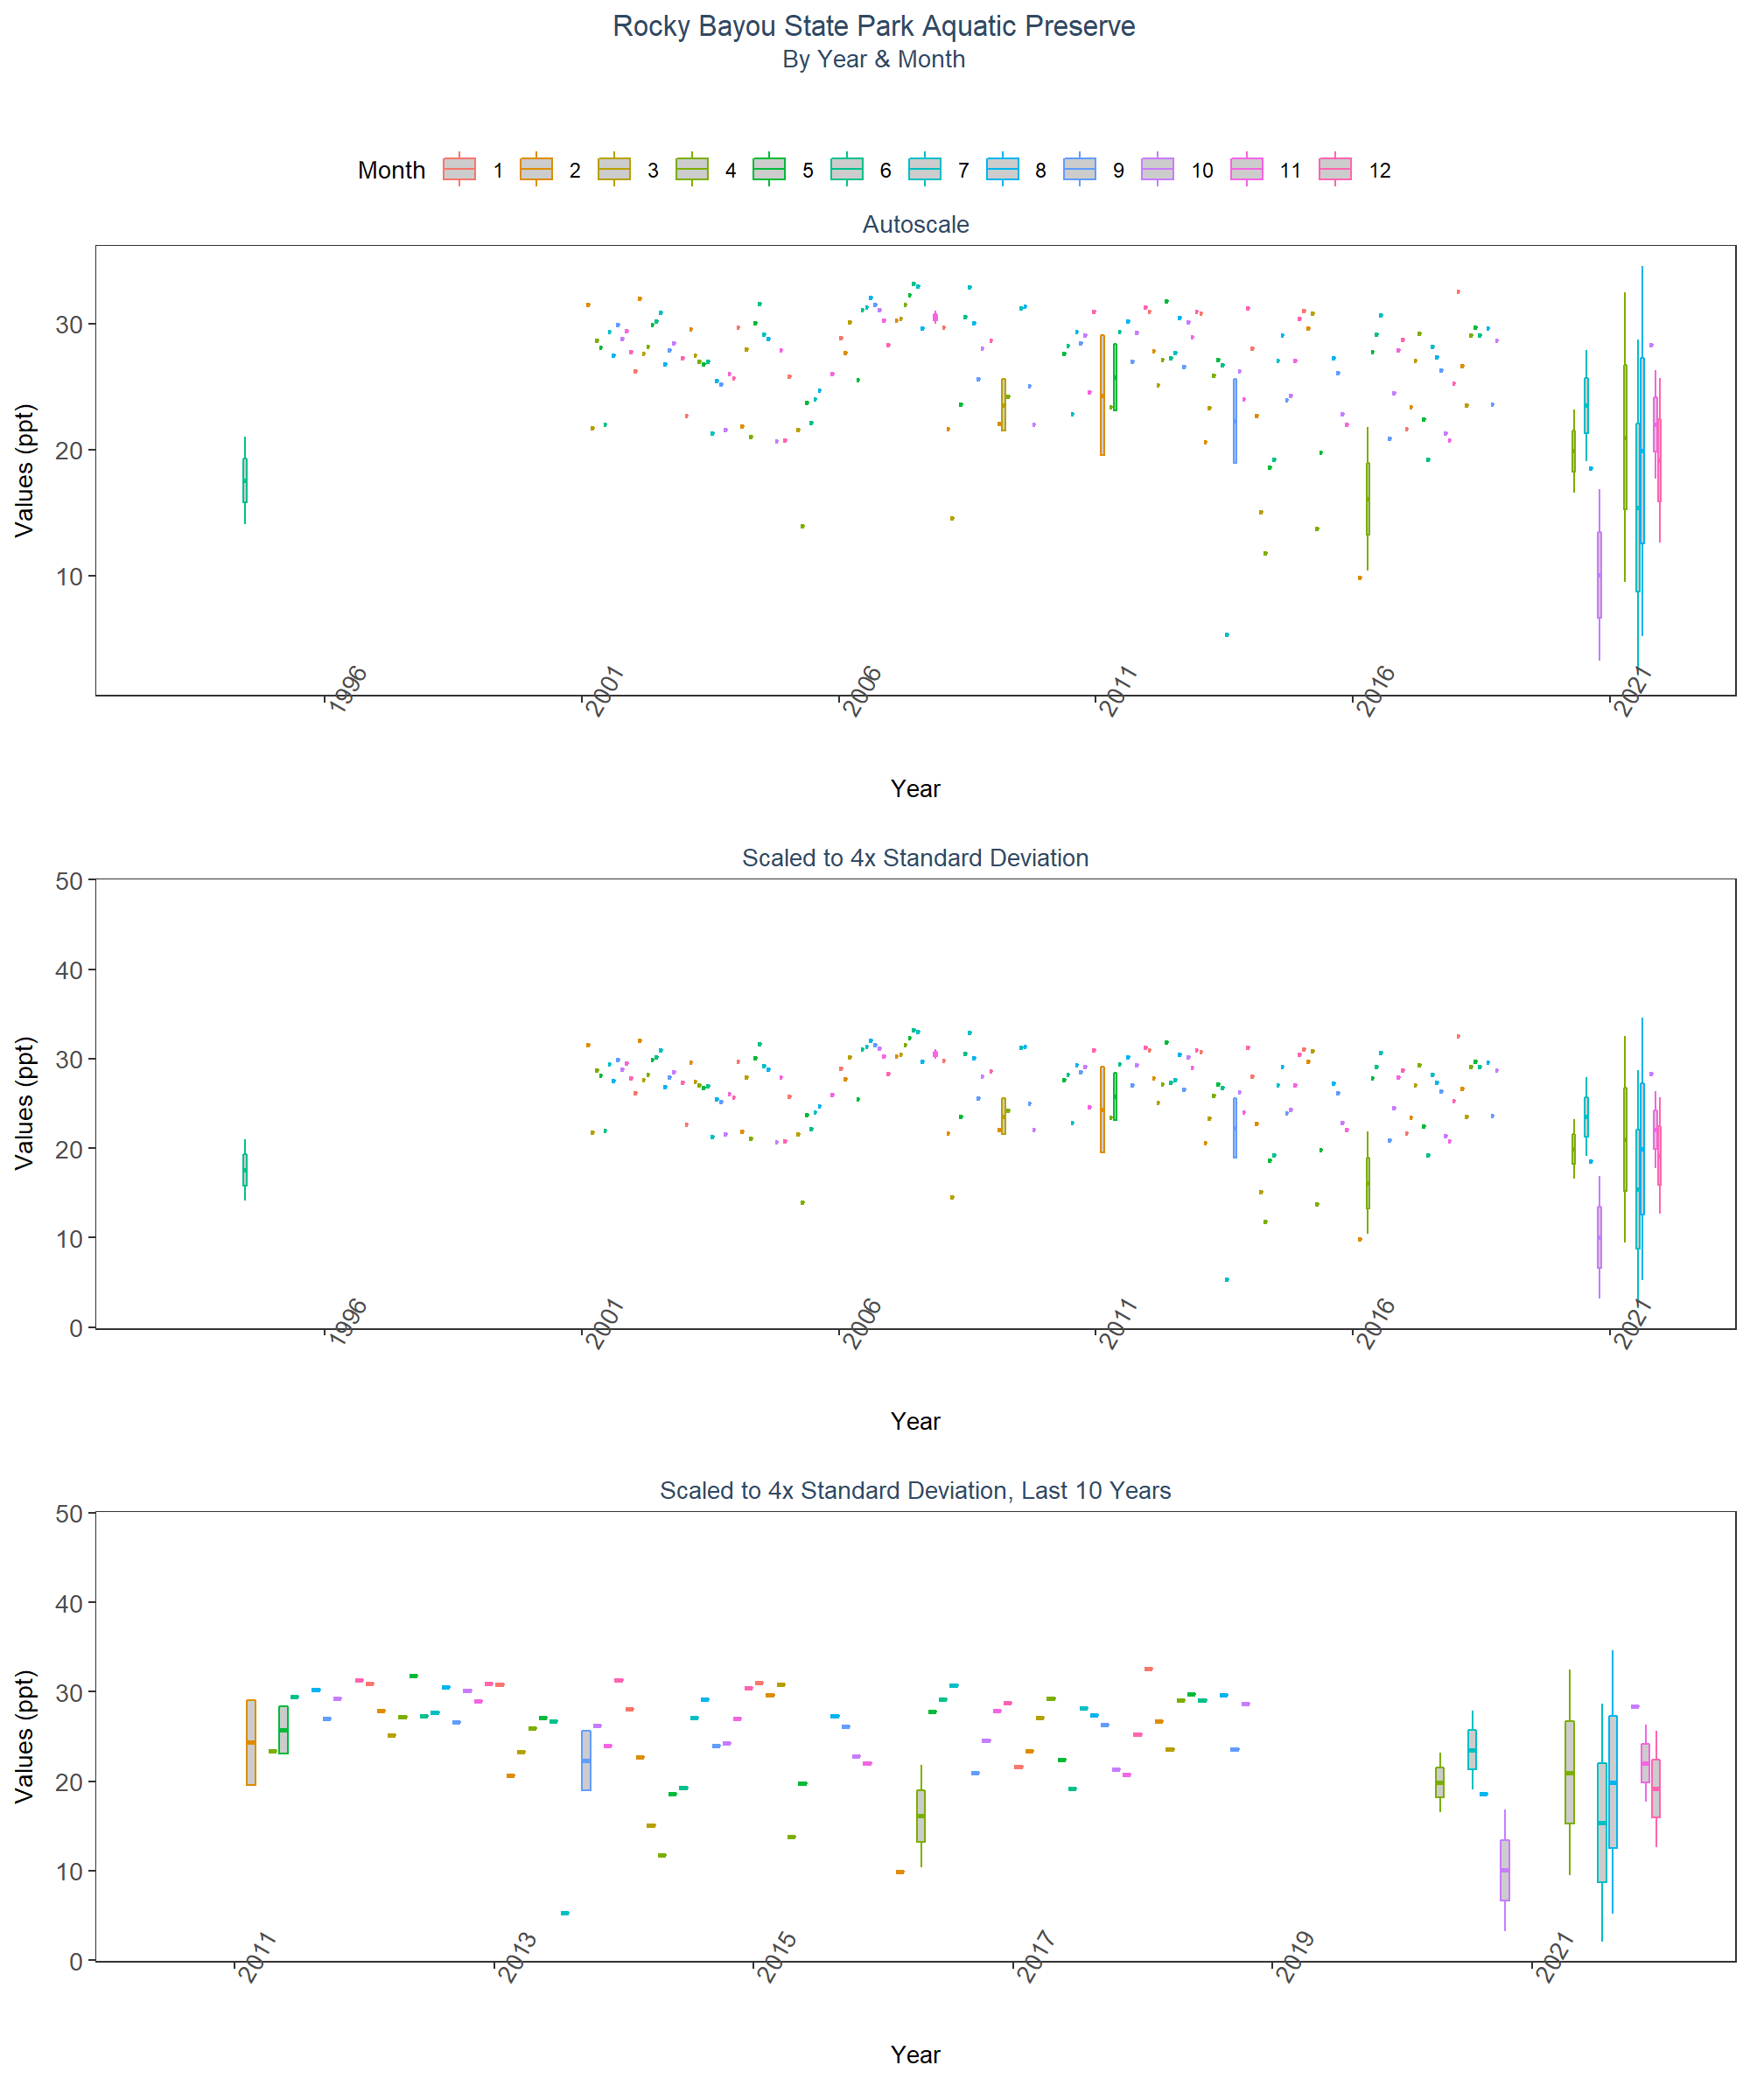 Rocky Bayou State Park Aquatic Preserve
By Year & Month
Month 1 2 3 4 5 6 7 8 9 10 11 12
Autoscale
Values (ppt)
30
20
10
1996 2001 2006 2011 2016 2021
Year
Scaled to 4x Standard Deviation
Values (ppt)
50
40
30
20
10
0
1996 2001 2006 2011 2016 2021
Year
Scaled to 4x Standard Deviation, Last 10 Years
Values (ppt)
50
40
30
20
10
0
2011 2013 2015 2017 2019 2021
Year